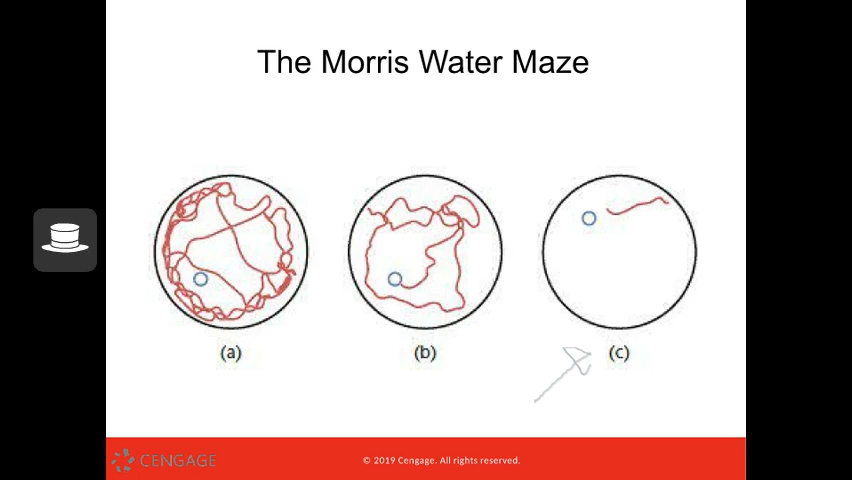 The Morris Water Maze
(a) (b) (c)
CENGAGE
© 2019 Cengage. All rights reserved.